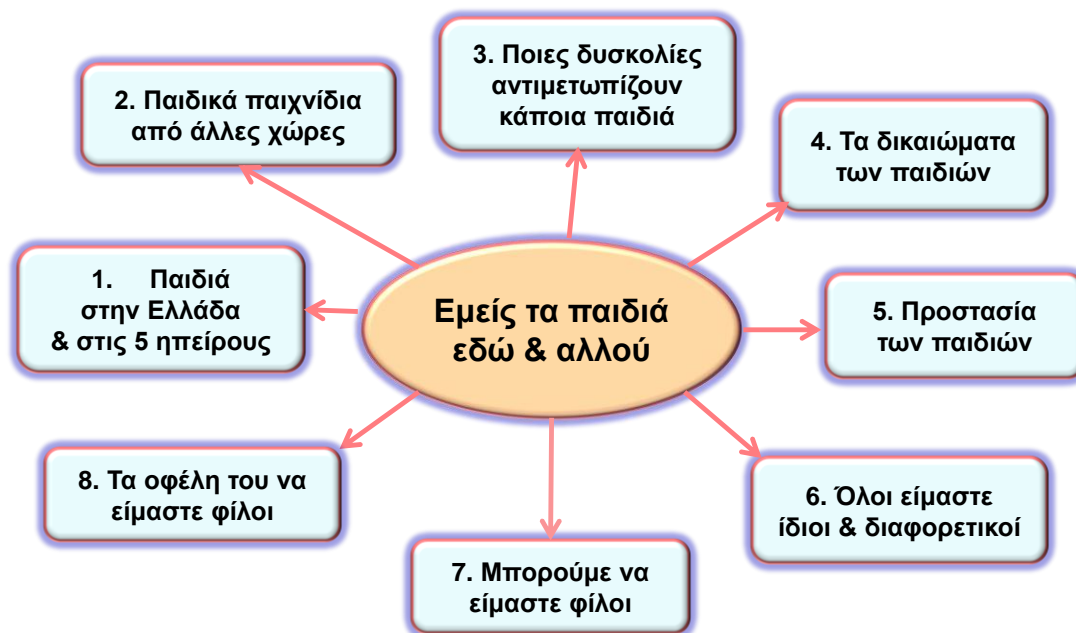 Εμείς τα παιδιά
εδώ & αλλού
1. Παιδιά
στην Ελλάδα
& στις 5 ηπείρους
2. Παιδικά παιχνίδια
από άλλες χώρες
3. Ποιες δυσκολίες
αντιμετωπίζουν
κάποια παιδιά
4. Τα δικαιώματα
των παιδιών
5. Προστασία
των παιδιών
6. Όλοι είμαστε
ίδιοι & διαφορετικοί
7. Μπορούμε να
είμαστε φίλοι
8. Τα οφέλη του να
είμαστε φίλοι